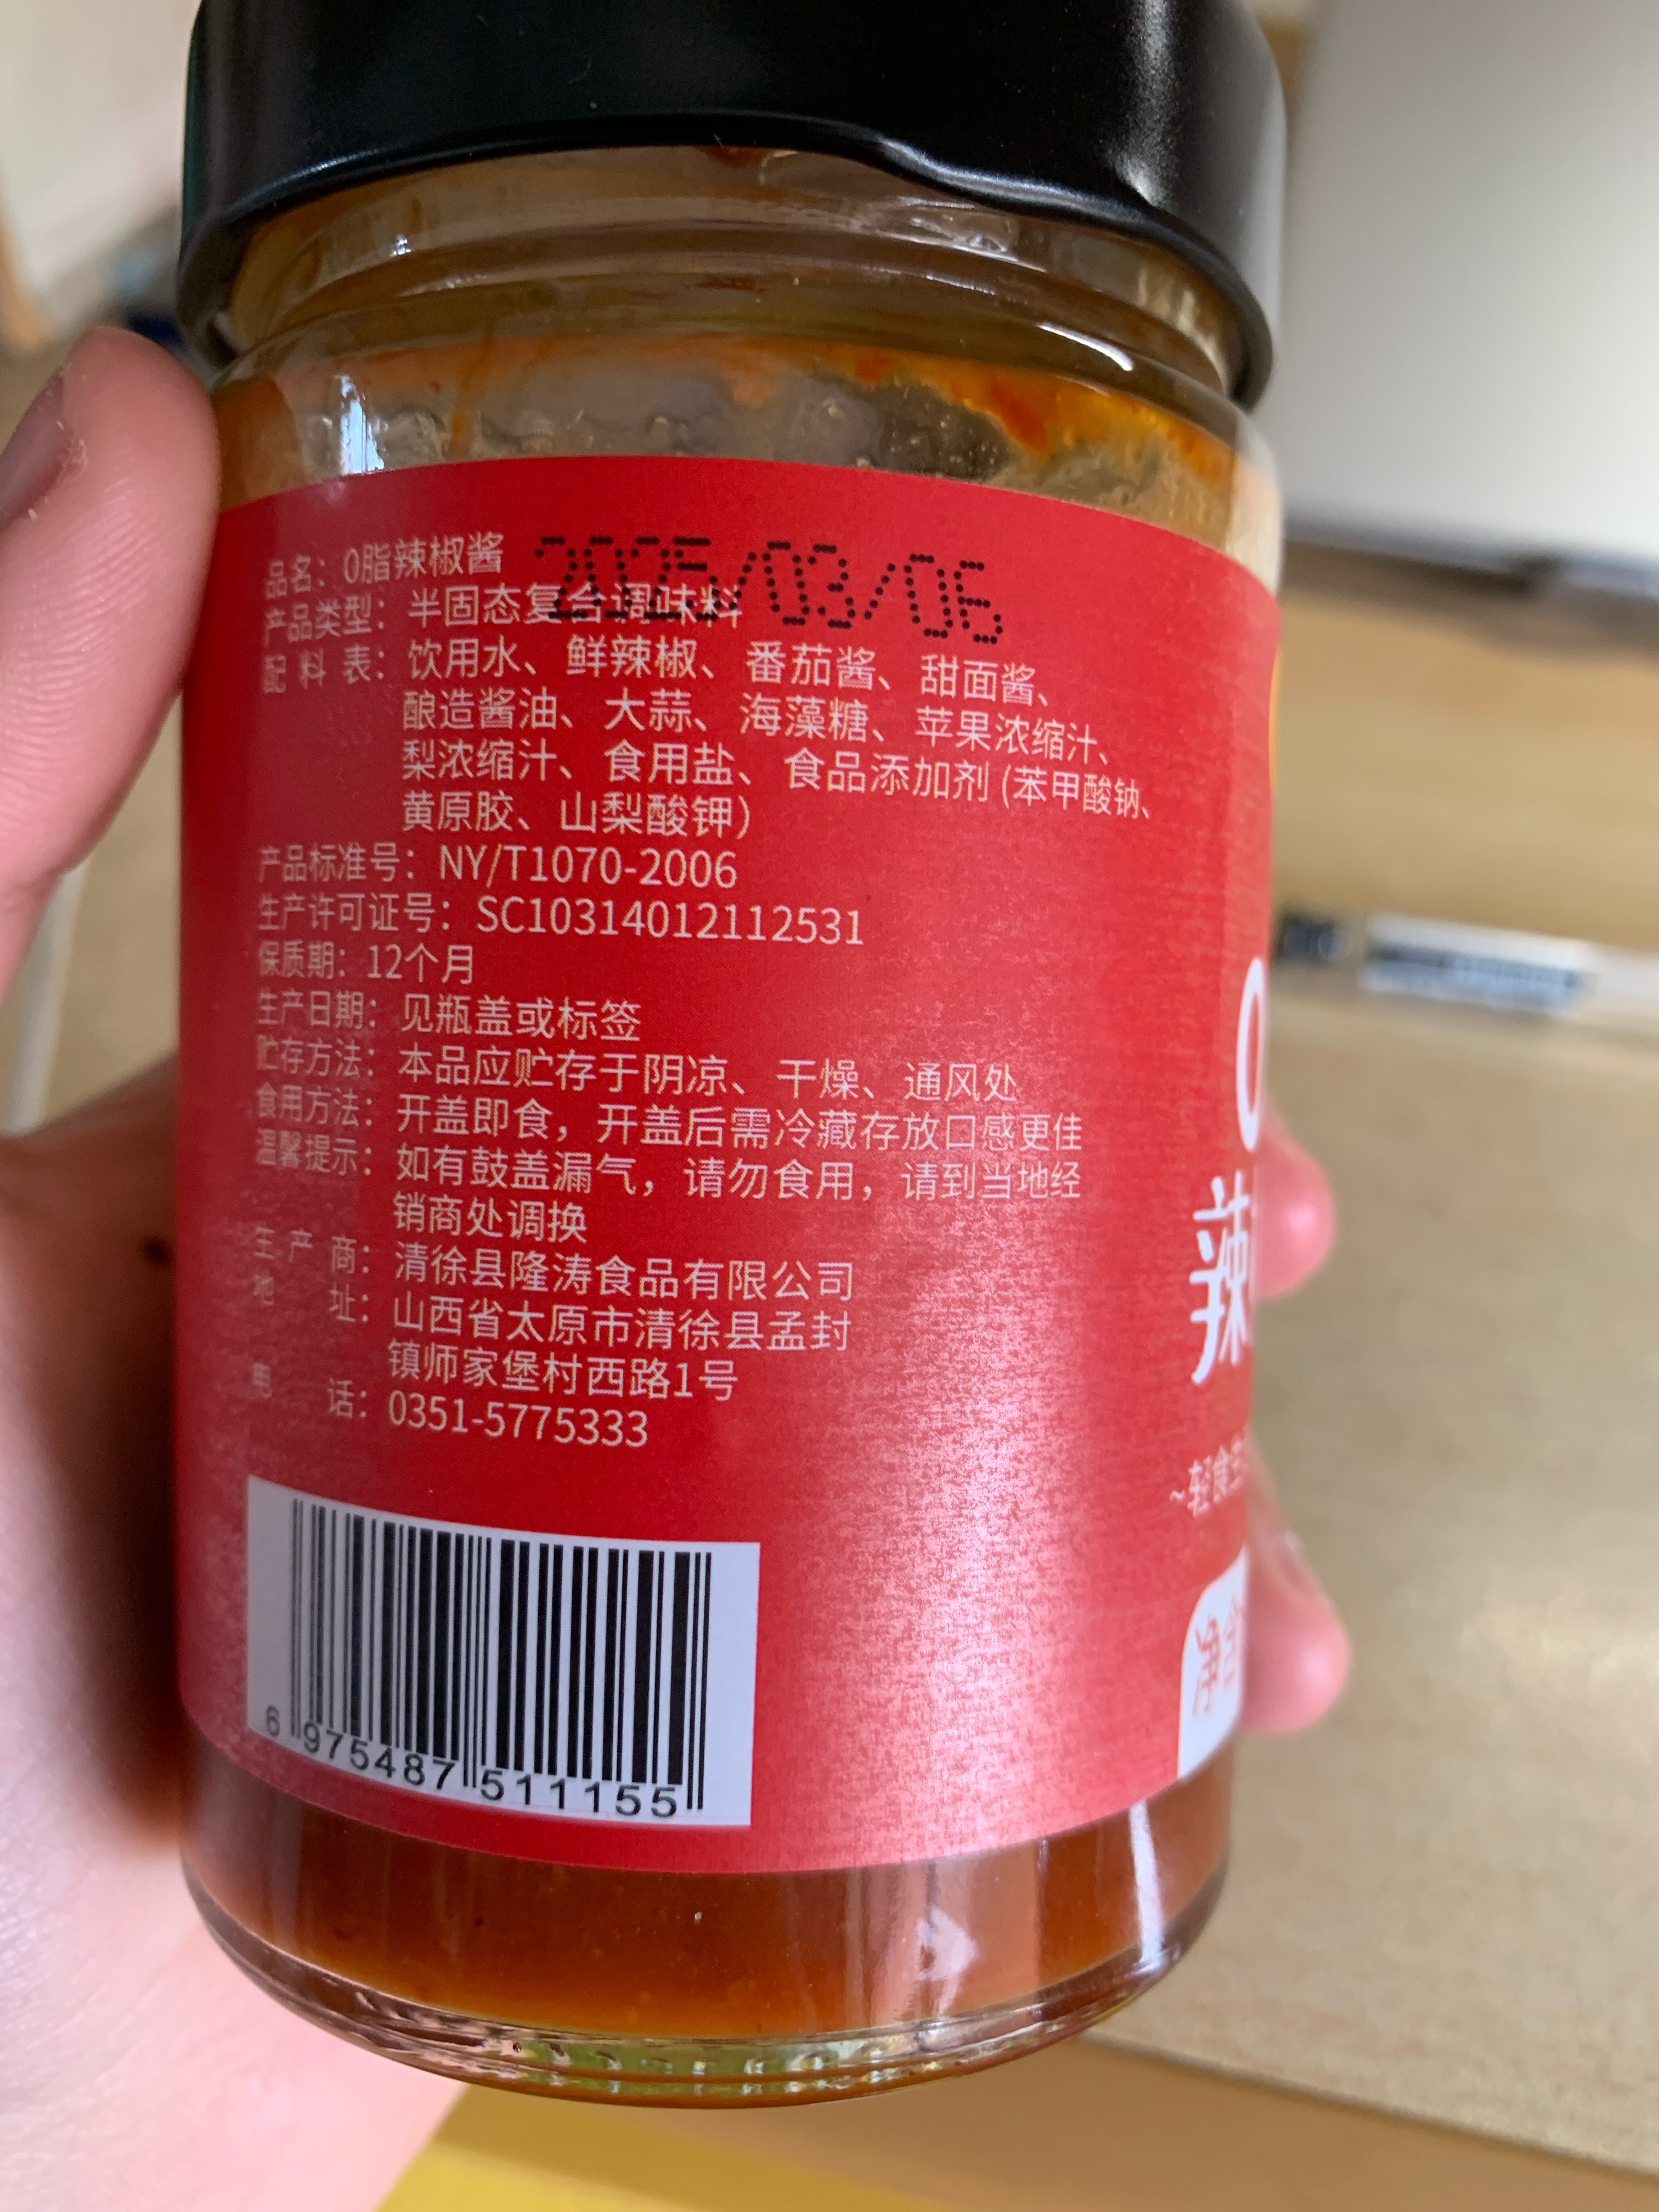 品名：0脂辣椒酱
2025/03/06
产品类型：半固态复合调味料
配料表：饮用水、鲜辣椒、番茄酱、甜面酱、
酿造酱油、大蒜、海藻糖、苹果浓缩汁、
梨浓缩汁、食用盐、食品添加剂(苯甲酸钠、
黄原胶、山梨酸钾)
产品标准号：NY/T1070-2006
生产许可证号：SC10314012112531
保质期：12个月
生产日期：见瓶盖或标签
贮存方法：本品应贮存于阴凉、干燥、通风处
食用方法：开盖即食，开盖后需冷藏存放口感更佳
温馨提示：如有鼓盖漏气，请勿食用，请到当地经
销商处调换
生产商：清徐县隆涛食品有限公司
地址：山西省太原市清徐县孟封
镇师家堡村西路1号
电话：0351-5775333
6 975487 511155
0
辣
~轻食
净含